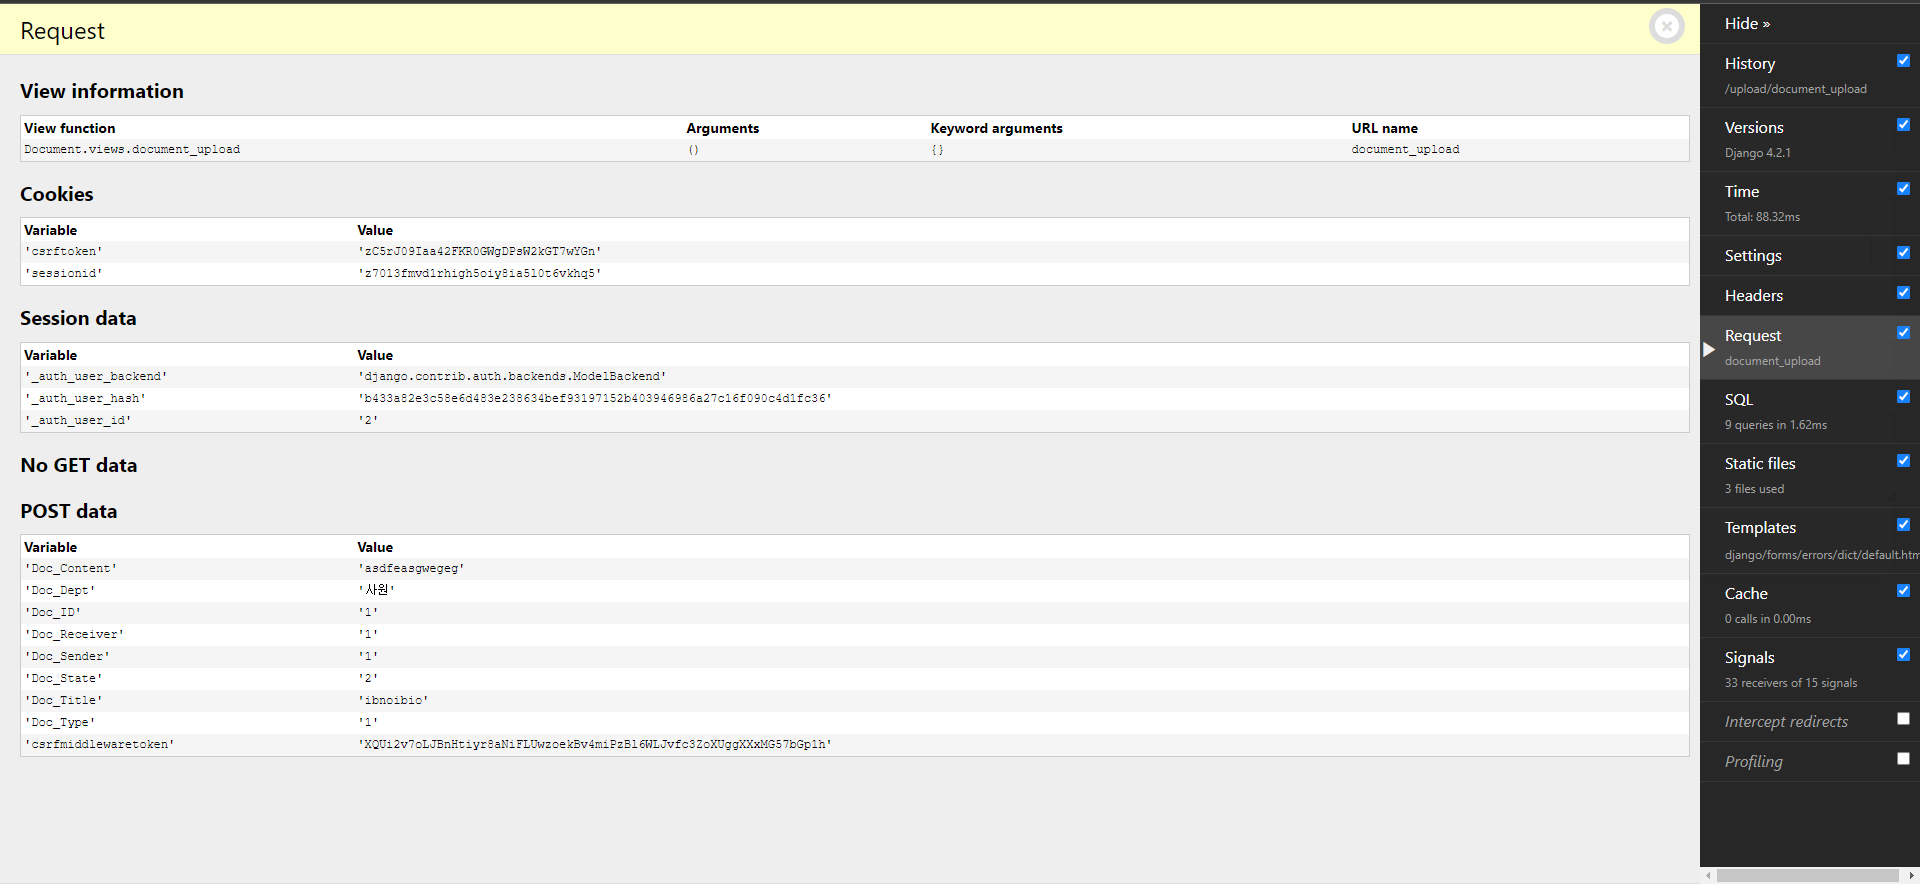 Request
View information
View function Arguments Keyword arguments URL name
Document.views.document_upload () {} document_upload
Cookies
Variable Value
'csrftoken' 'zC5rJ09Iaa42FKR0GWgDPsW2kGT7wYGn'
'sessionid' 'z7013fmvdlrhigh5oiy8ia5l0t6vkhq5'
Session data
Variable Value
'_auth_user_backend' 'django.contrib.auth.backends.ModelBackend'
'_auth_user_hash' 'b433a82e3c58e6d483e238634bef93197152b403946986a27c16f090c4d1fc36'
'_auth_user_id' '2'
No GET data
POST data
Variable Value
'Doc_Content' 'asdfeasgwegeg'
'Doc_Dept' '사원'
'Doc_ID' '1'
'Doc_Receiver' '1'
'Doc_Sender' '1'
'Doc_State' '2'
'Doc_Title' 'ibnoibio'
'Doc_Type' '1'
'csrfmiddlewaretoken' 'XQUi2v7oLJBnHtiyr8aNiFLUwzoekBv4miPzBl6WLJvfc3ZoXUggXXxMG57bGp1h'
Hide »
History
/upload/document_upload
Versions
Django 4.2.1
Time
Total: 88.32ms
Settings
Headers
Request
document_upload
SQL
9 queries in 1.62ms
Static files
3 files used
Templates
django/forms/errors/dict/default.htm
Cache
0 calls in 0.00ms
Signals
33 receivers of 15 signals
Intercept redirects
Profiling